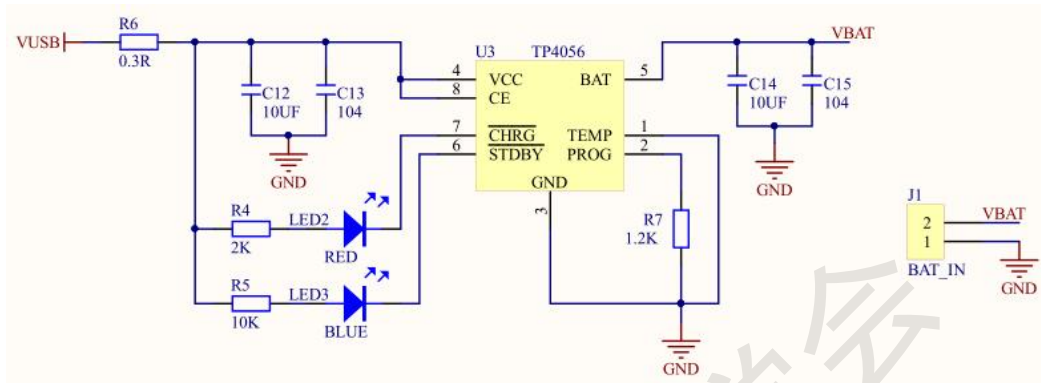 R6
VUSB
0.3R
C12
10UF
C13
104
GND
U3 TP4056
4 VCC
8 CE
7 CHRG
6 STDBY
BAT 5
TEMP 1
PROG 2
GND
3
VBAT
C14
10UF
C15
104
GND
R4
2K
LED2
RED
R5
10K
LED3
BLUE
R7
1.2K
GND
J1
2 VBAT
1
BAT_IN
GND
学会